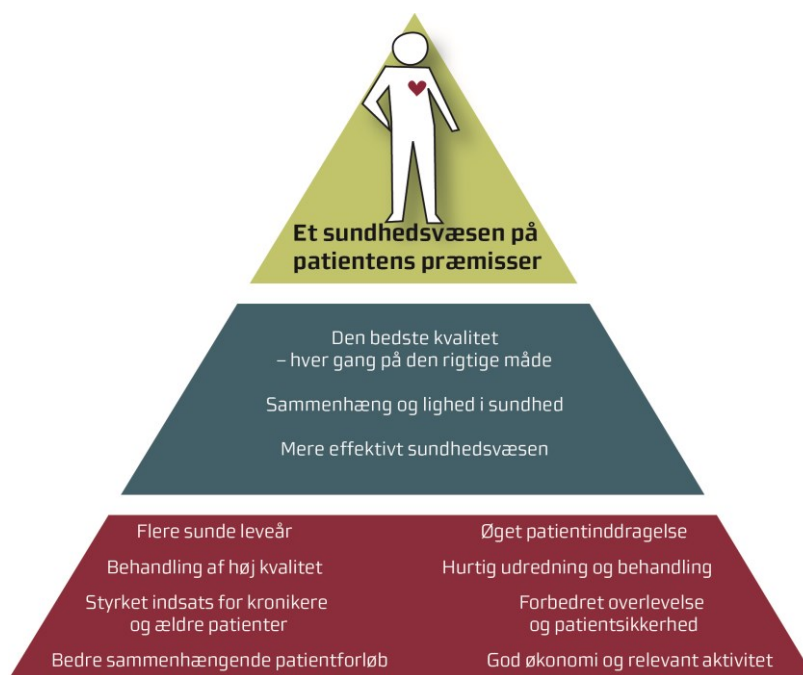 Et sundhedsvæsen på
patientens præmisser
Den bedste kvalitet
– hver gang på den rigtige måde
Sammenhæng og lighed i sundhed
Mere effektivt sundhedsvæsen
Flere sunde leveår
Behandling af høj kvalitet
Styrket indsats for kronikere
og ældre patienter
Bedre sammenhængende patientforløb
Øget patientinddragelse
Hurtig udredning og behandling
Forbedret overlevelse
og patientsikkerhed
God økonomi og relevant aktivitet